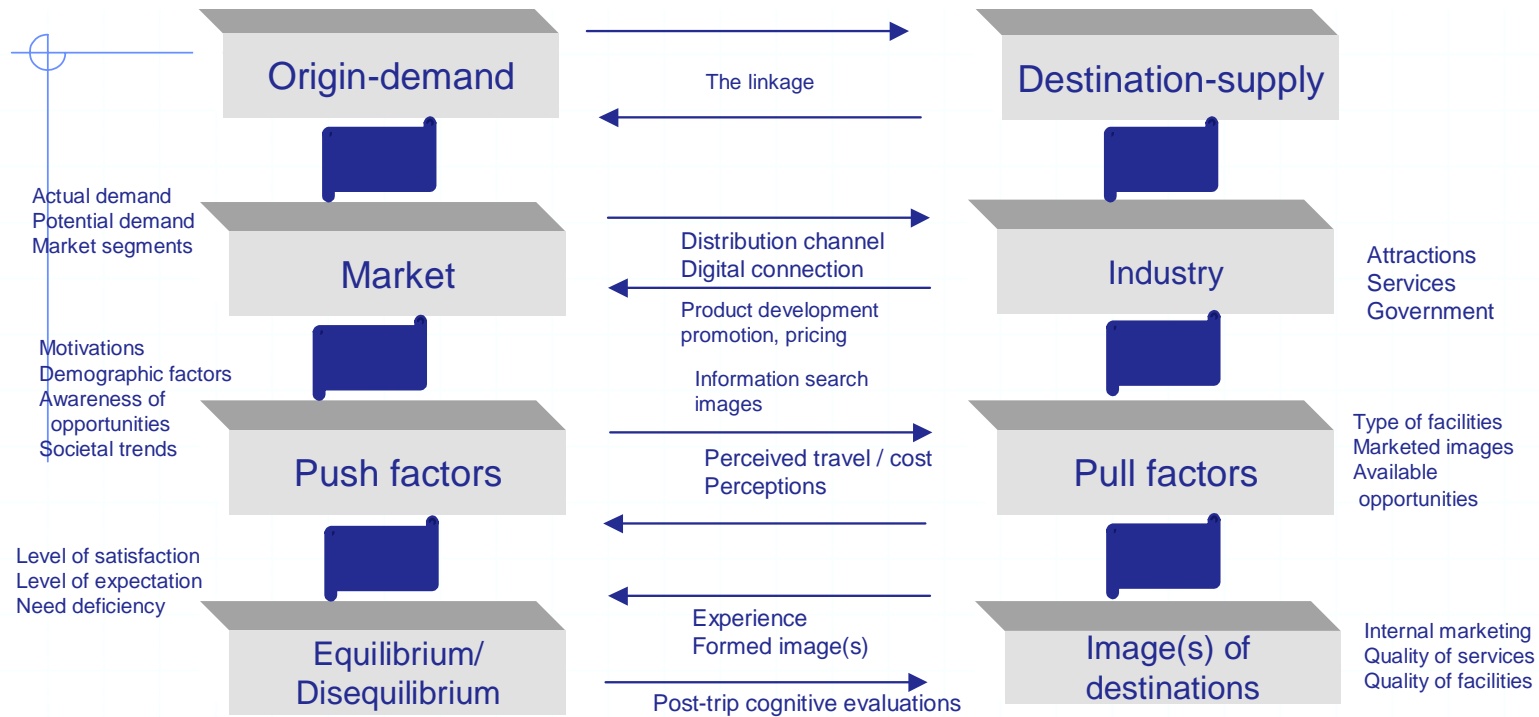 Origin-demand
The linkage
Destination-supply
Actual demand
Potential demand
Market segments
Market
Distribution channel
Digital connection
Product development
promotion, pricing
Industry
Attractions
Services
Government
Motivations
Demographic factors
Awareness of
opportunities
Societal trends
Push factors
Information search
images
Perceived travel / cost
Perceptions
Pull factors
Type of facilities
Marketed images
Available
opportunities
Level of satisfaction
Level of expectation
Need deficiency
Equilibrium/
Disequilibrium
Experience
Formed image(s)
Post-trip cognitive evaluations
Image(s) of
destinations
Internal marketing
Quality of services
Quality of facilities